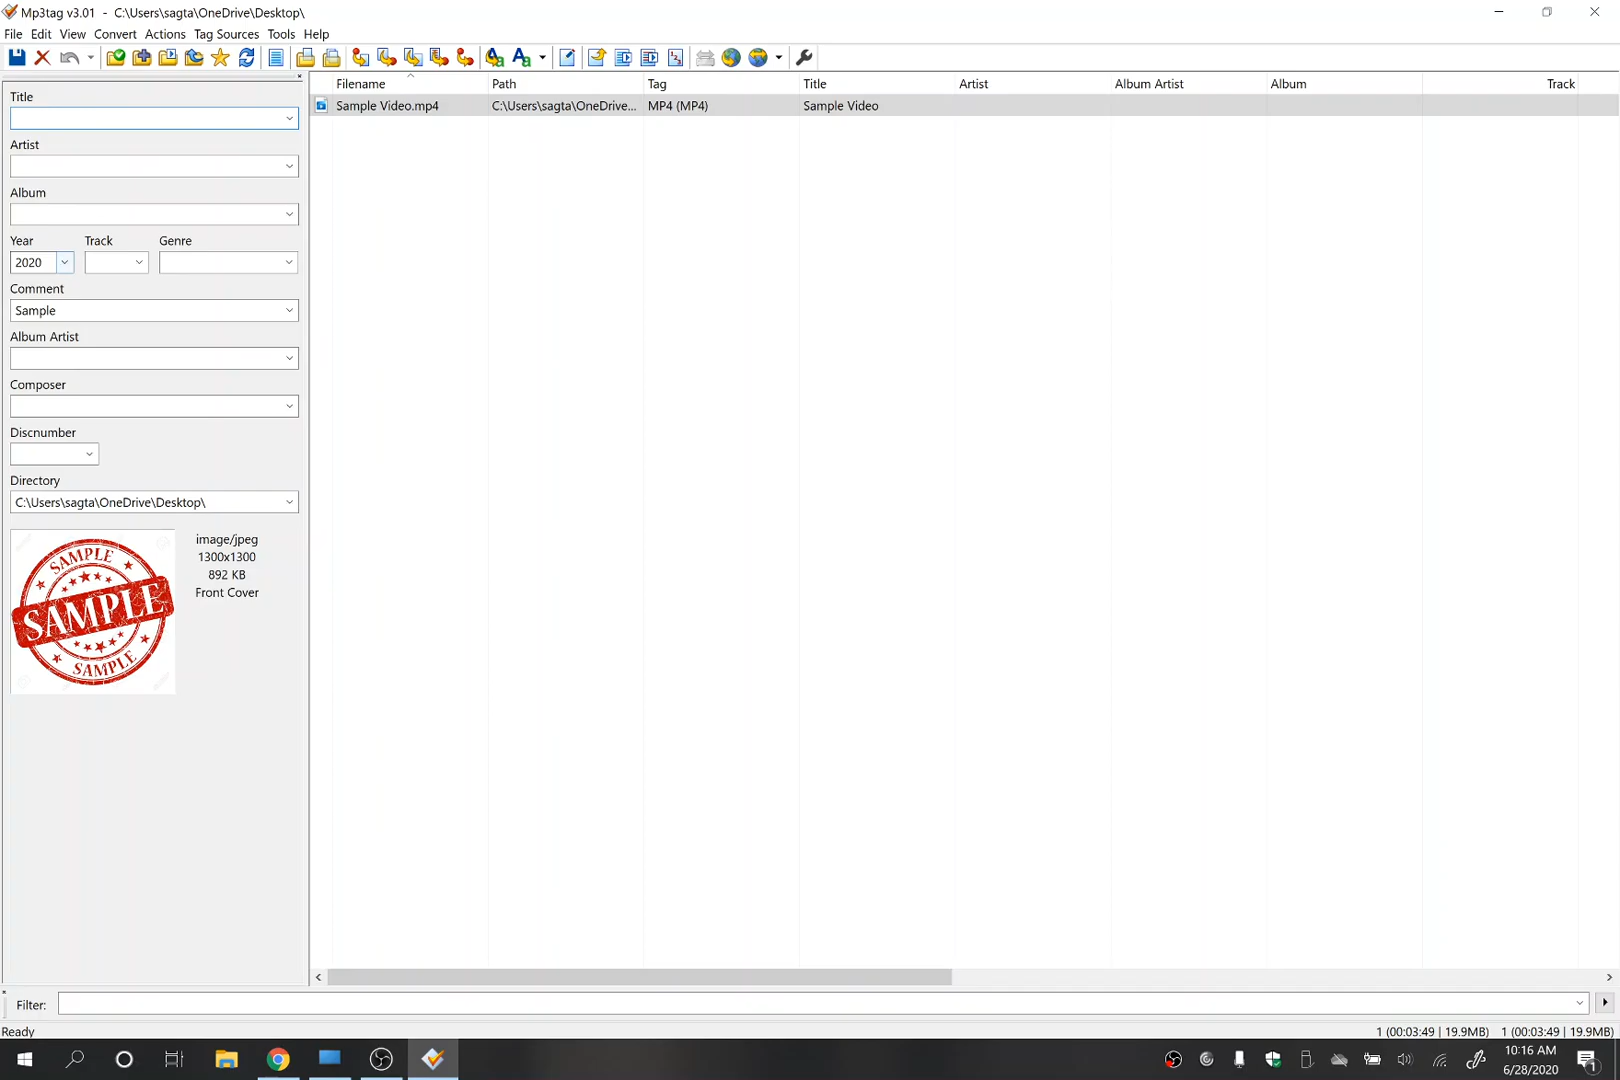 Mp3tag v3.01 - C:\Users\sagta\OneDrive\Desktop\
File Edit View Convert Actions Tag Sources Tools Help
Title
Artist
Album
Year Track Genre
2020
Comment
Sample
Album Artist
Composer
Discnumber
Directory
C:\Users\sagta\OneDrive\Desktop\
SAMPLE
SAMPLE
SAMPLE
image/jpeg
1300x1300
892 KB
Front Cover
Filename Path Tag Title Artist Album Artist Album Track
Sample Video.mp4 C:\Users\sagta\OneDrive... MP4 (MP4) Sample Video
Filter:
Ready
1 (00:03:49 | 19.9MB) 1 (00:03:49 | 19.9MB)
10:16 AM
6/28/2020
1